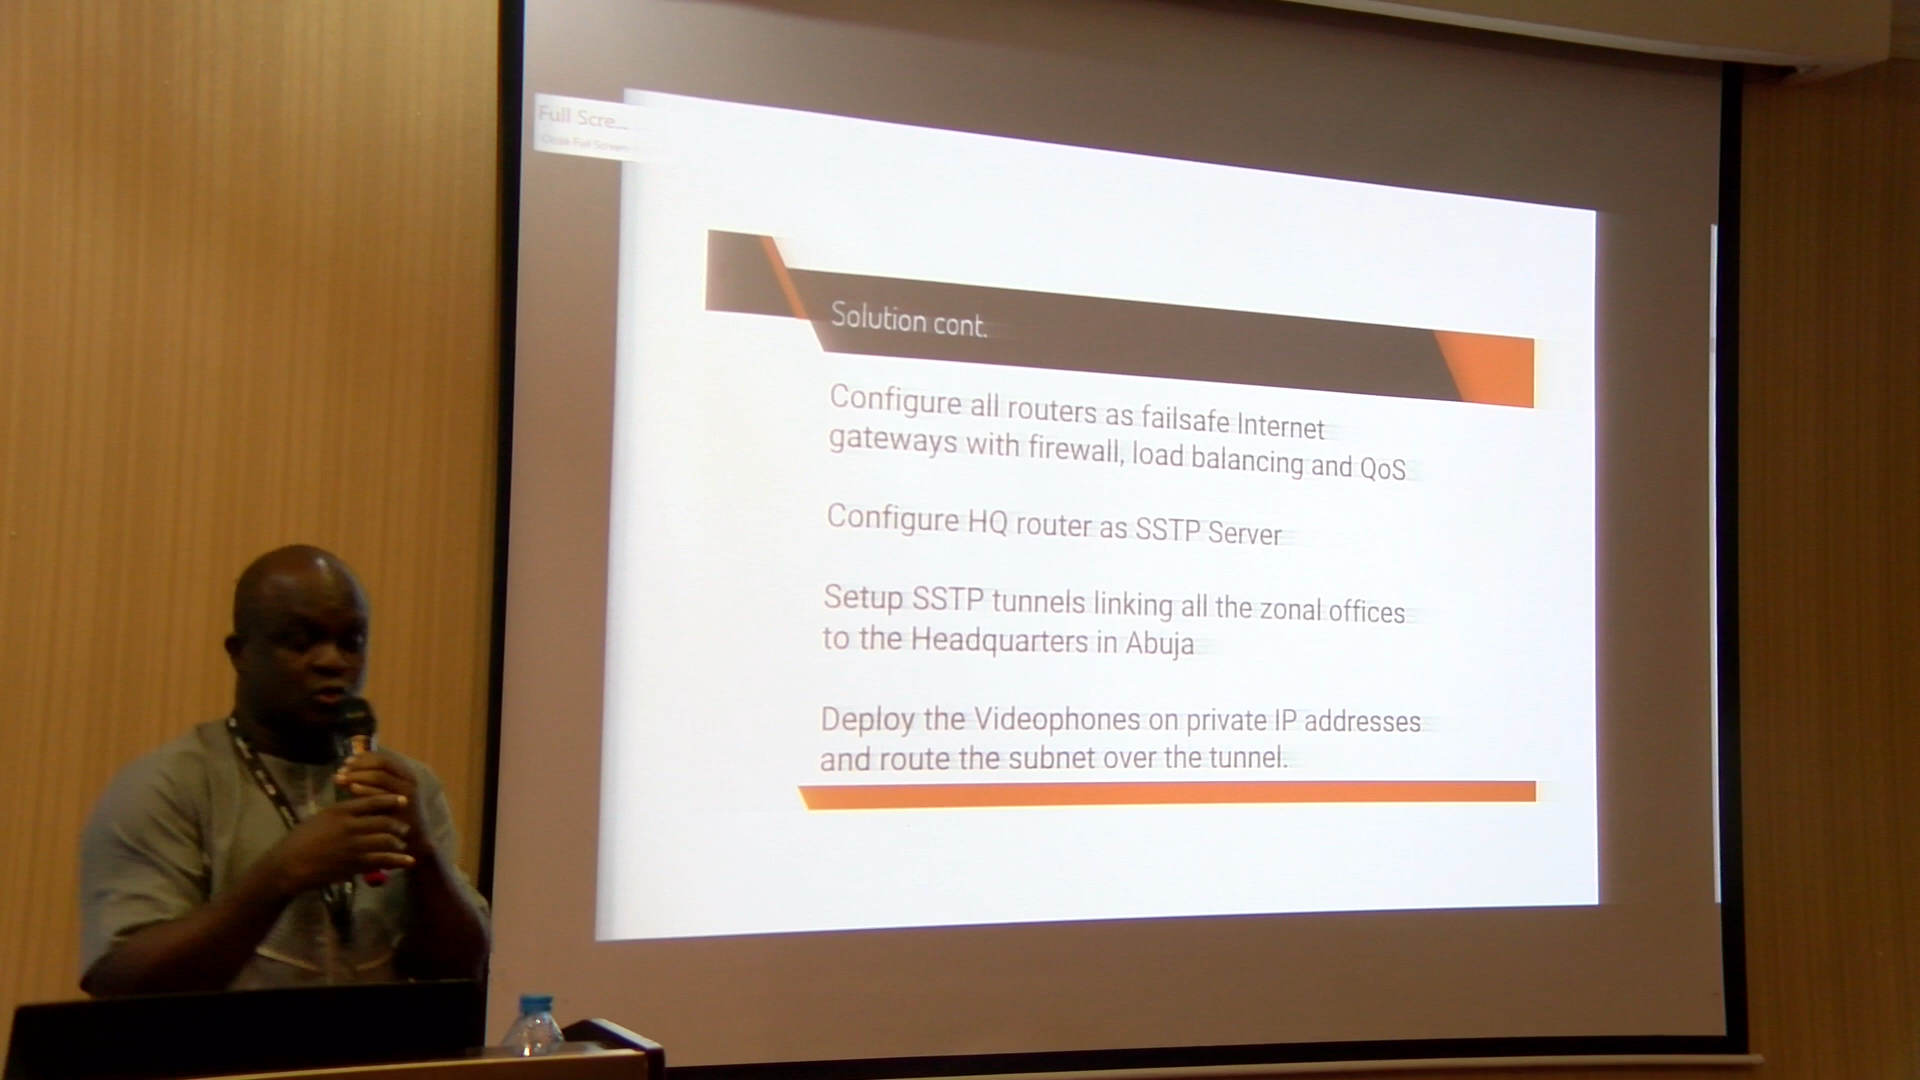 Full Scre...
Close Full Screen
Solution cont.
Configure all routers as failsafe Internet
gateways with firewall, load balancing and QoS
Configure HQ router as SSTP Server
Setup SSTP tunnels linking all the zonal offices
to the Headquarters in Abuja
Deploy the Videophones on private IP addresses
and route the subnet over the tunnel.